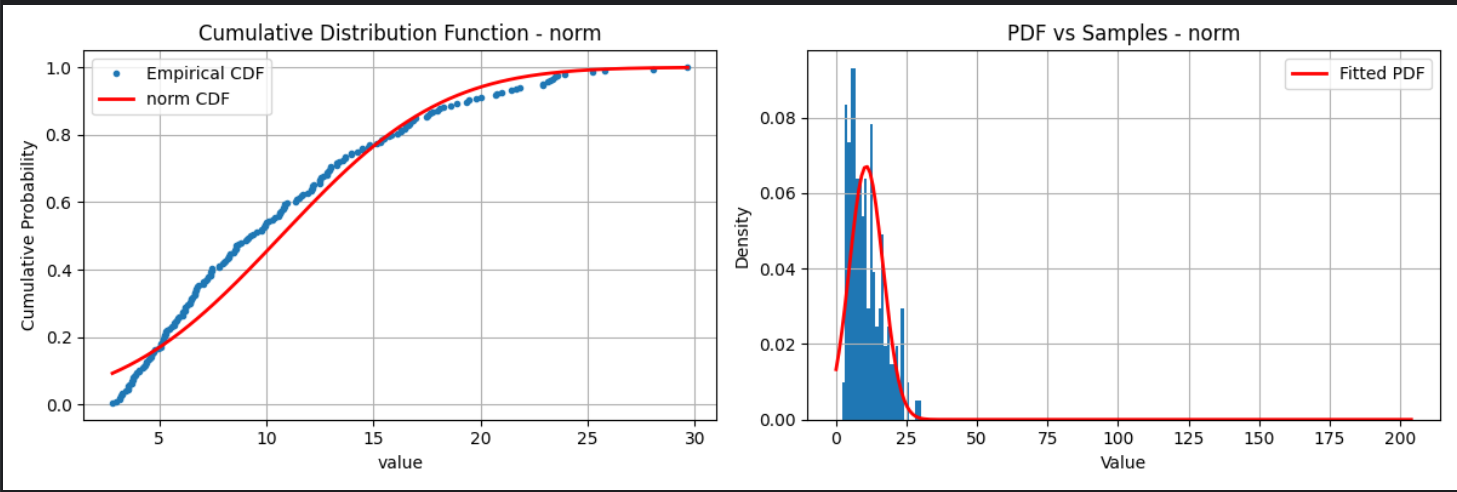 Cumulative Distribution Function - norm
Empirical CDF
norm CDF
Cumulative Probability
1.0
0.8
0.6
0.4
0.2
0.0
5 10 15 20 25 30
value
PDF vs Samples - norm
Fitted PDF
Density
0.08
0.06
0.04
0.02
0.00
0 25 50 75 100 125 150 175 200
Value